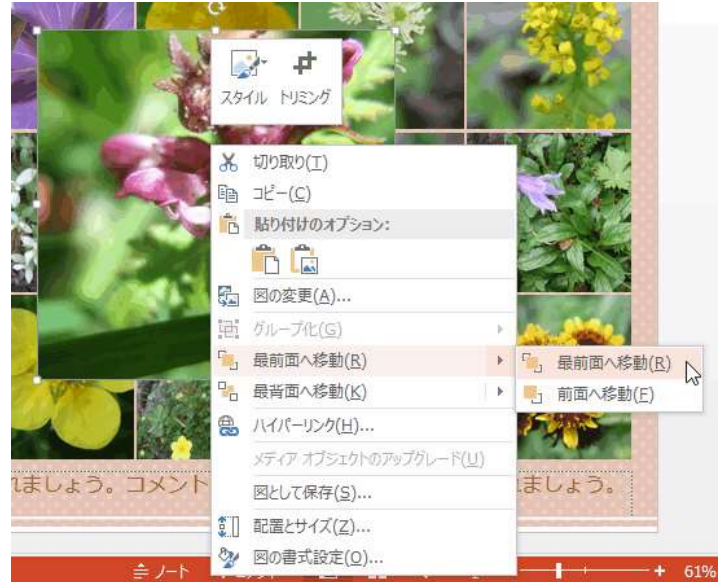 スタイル トリミング
切り取り(T)
コピー(C)
貼り付けのオプション:
図の変更(A)...
グループ化(G)
最前面へ移動(R)
最前面へ移動(R)
最背面へ移動(K)
前面へ移動(F)
ハイパーリンク(H)...
メディア オブジェクトのアップグレード(U)
れましょう。コメント
れましょう。
図として保存(S)...
配置とサイズ(Z)...
図の書式設定(O)...
ノート
61%